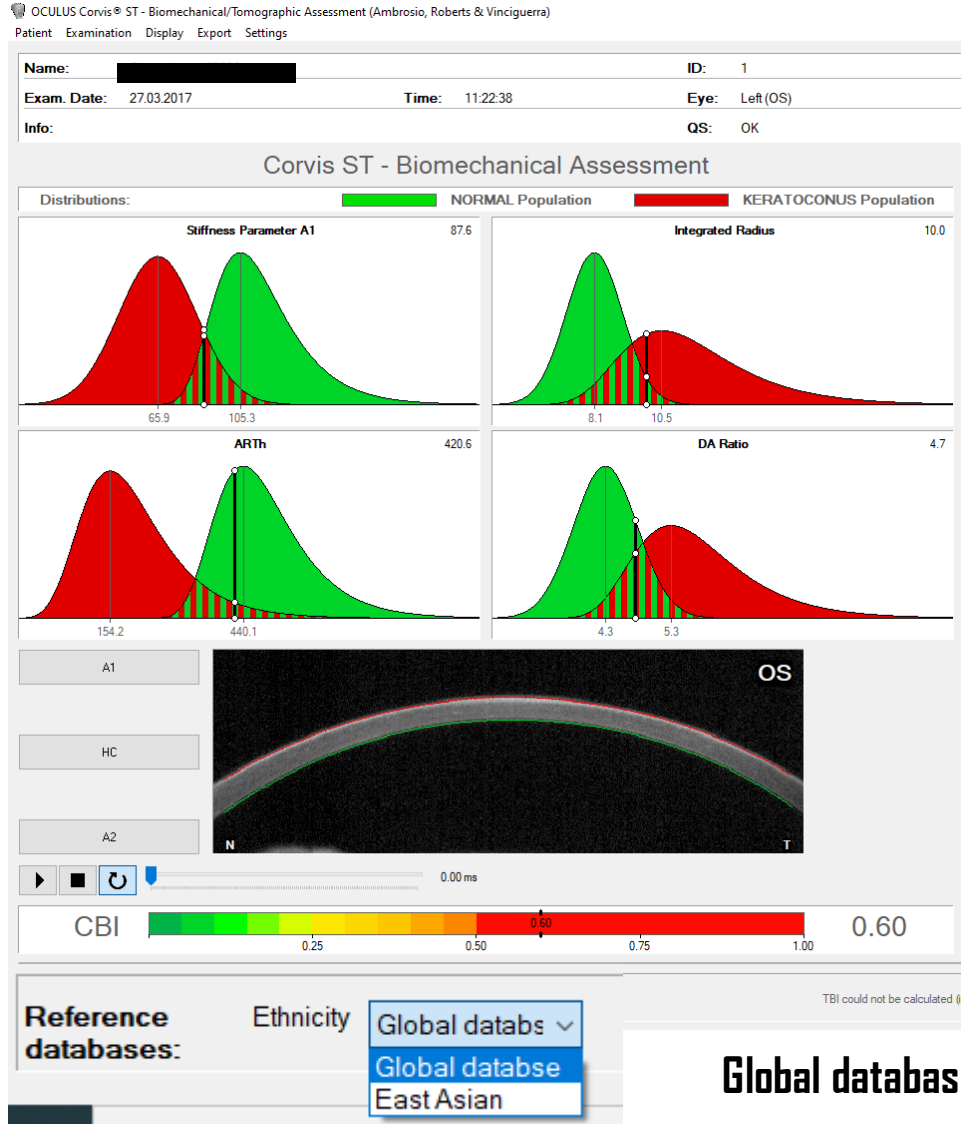 OCULUS Corvis® ST - Biomechanical/Tomographic Assessment (Ambrosio, Roberts & Vinciguerra)
Patient Examination Display Export Settings
Name: ID: 1
Exam. Date: 27.03.2017 Time: 11:22:38 Eye: Left (OS)
Info: QS: OK
Corvis ST - Biomechanical Assessment
Distributions: NORMAL Population KERATOCONUS Population
Stiffness Parameter A1 87.6
Integrated Radius 10.0
65.9 105.3
8.1 10.5
ARTh 420.6
DA Ratio 4.7
154.2 440.1
4.3 5.3
A1
HC
A2
OS
N T
0.00 ms
CBI 0.60 0.60
0.25 0.50 0.75 1.00
TBI could not be calculated (i
Reference
databases:
Ethnicity
Global databs
Global databse
East Asian
Global databas